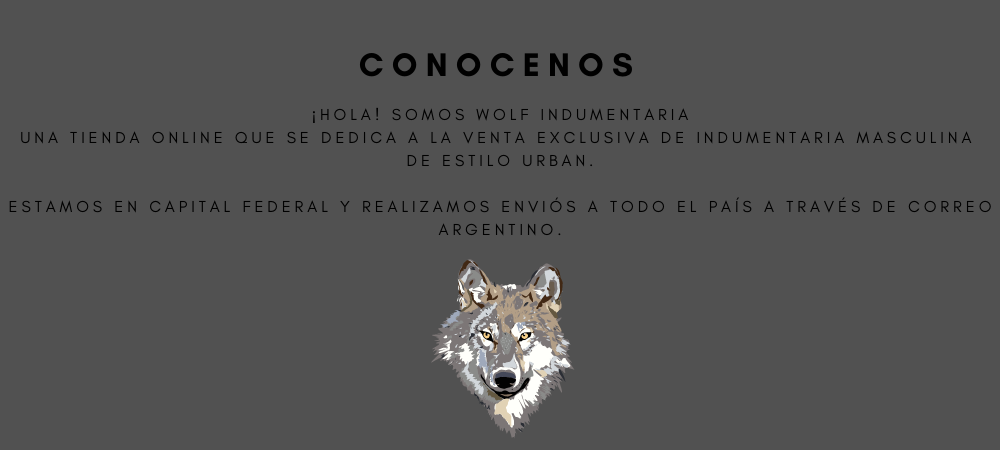 CONOCENOS
¡HOLA! SOMOS WOLF INDUMENTARIA
UNA TIENDA ONLINE QUE SE DEDICA A LA VENTA EXCLUSIVA DE INDUMENTARIA MASCULINA
DE ESTILO URBAN.
ESTAMOS EN CAPITAL FEDERAL Y REALIZAMOS ENVIÓS A TODO EL PAÍS A TRAVÉS DE CORREO
ARGENTINO.